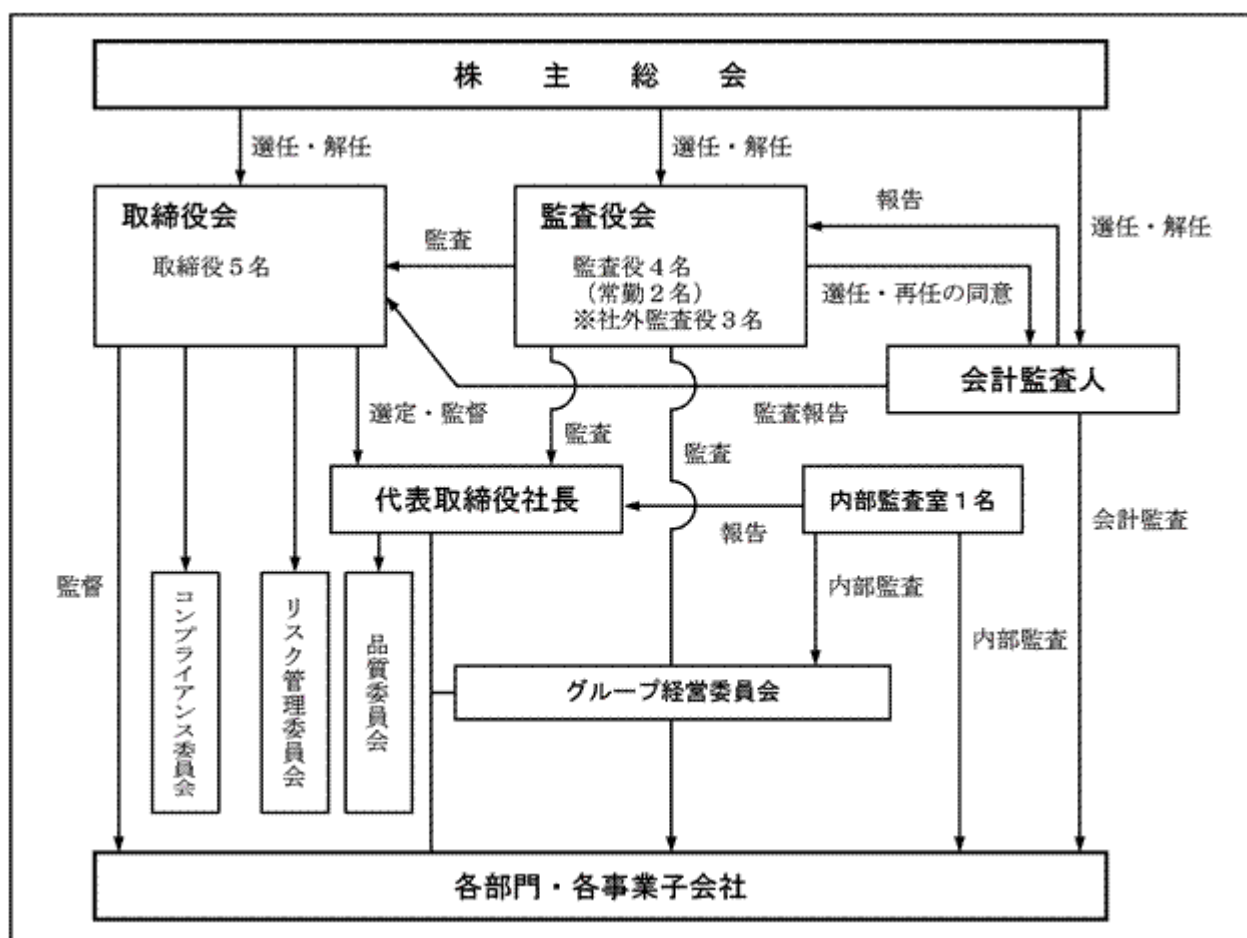 株主総会
選任・解任
選任・解任
選任・解任
取締役会
取締役５名
監査
監査役会
監査役４名
（常勤２名）
※社外監査役３名
報告
選任・再任の同意
会計監査人
選定・監督
監査
監査
監査報告
代表取締役社長
報告
内部監査室１名
会計監査
監督
コンプライアンス委員会
リスク管理委員会
品質委員会
内部監査
内部監査
グループ経営委員会
各部門・各事業子会社